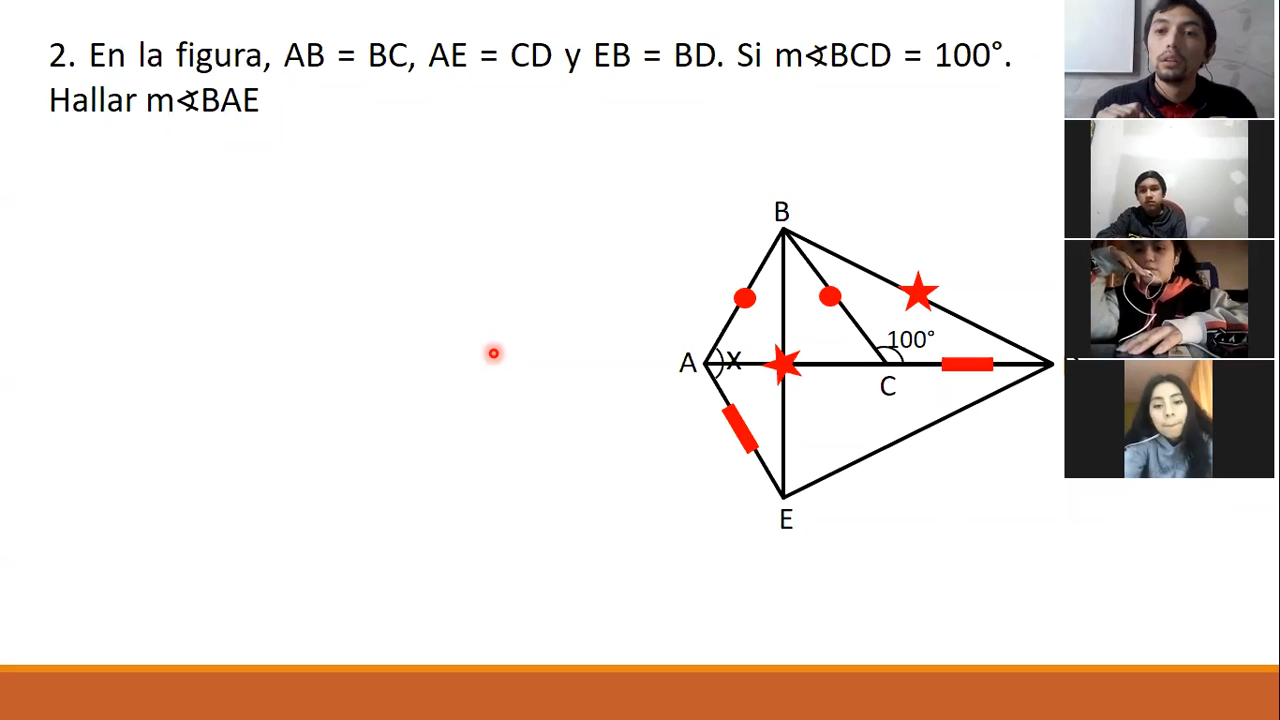 2. En la figura, AB = BC, AE = CD y EB = BD. Si m∢BCD = 100°.
Hallar m∢BAE
B
100°
A
X
C
E